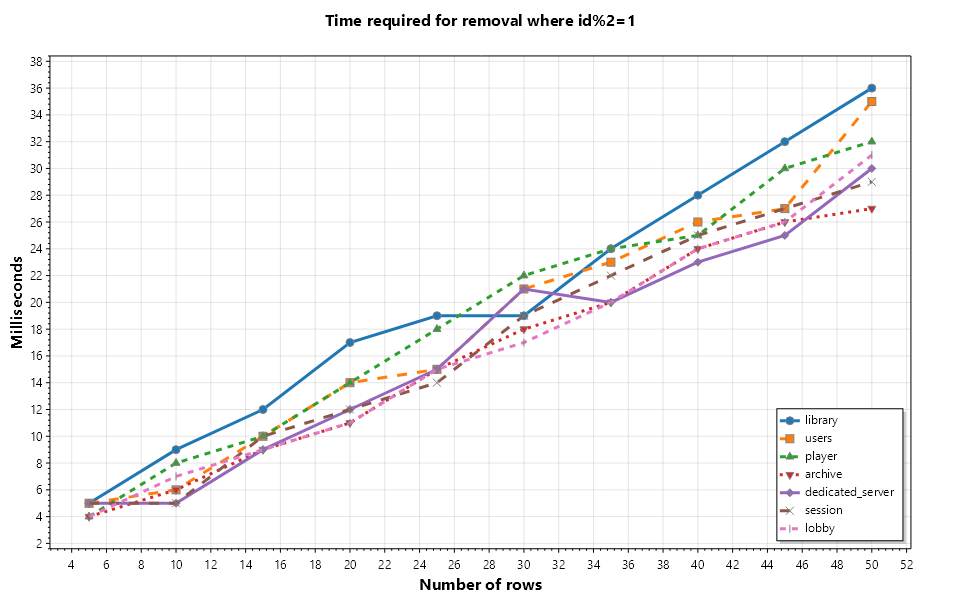 Time required for removal where id%2=1
Milliseconds
38
36
34
32
30
28
26
24
22
20
18
16
14
12
10
8
6
4
2
library
users
player
archive
dedicated_server
session
lobby
4 6 8 10 12 14 16 18 20 22 24 26 28 30 32 34 36 38 40 42 44 46 48 50 52
Number of rows